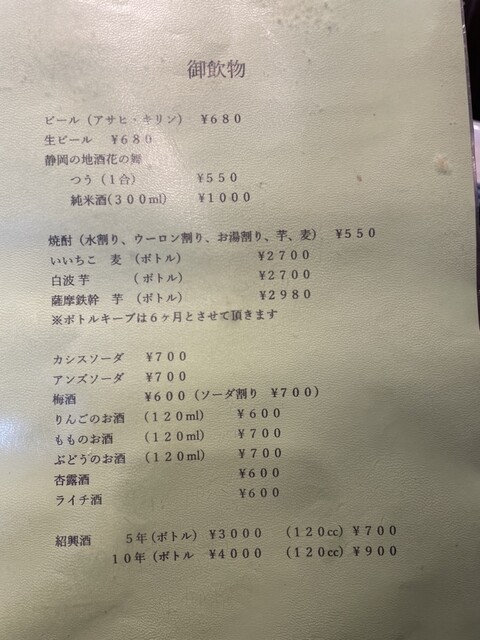 御飲物
ビール（アサヒ・キリン） ¥６８０
生ビール ¥６８０
静岡の地酒花の舞
つう（１合） ¥５５０
純米酒(３００ml) ¥１０００
焼酎（水割り、ウーロン割り、お湯割り、芋、麦） ¥５５０
いいちこ 麦 （ボトル） ¥２７００
白波 芋 （ボトル） ¥２７００
薩摩鉄幹 芋 （ボトル） ¥２９８０
※ボトルキープは６ヶ月とさせて頂きます
カシスソーダ ¥７００
アンズソーダ ¥７００
梅酒 ¥６００（ソーダ割り ¥７００）
りんごのお酒 （１２０ml） ¥６００
もものお酒 （１２０ml） ¥７００
ぶどうのお酒 （１２０ml） ¥７００
杏露酒 ¥６００
ライチ酒 ¥６００
紹興酒 ５年（ボトル） ¥３０００ （１２０cc）¥７００
１０年（ボトル ¥４０００ （１２０cc）¥９００